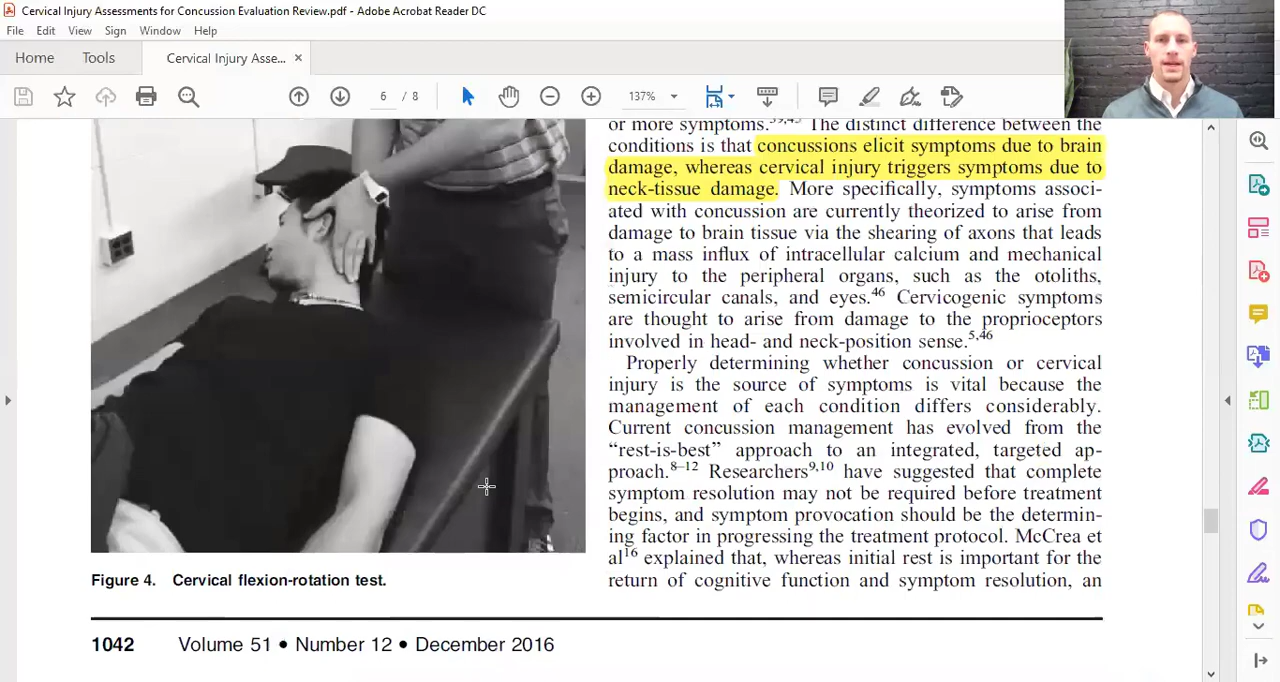 Cervical Injury Assessments for Concussion Evaluation Review.pdf - Adobe Acrobat Reader DC
File Edit View Sign Window Help
Home Tools Cervical Injury Asse... ×
6 / 8 137%
or more symptoms.39,45 The distinct difference between the
conditions is that concussions elicit symptoms due to brain
damage, whereas cervical injury triggers symptoms due to
neck-tissue damage. More specifically, symptoms associ-
ated with concussion are currently theorized to arise from
damage to brain tissue via the shearing of axons that leads
to a mass influx of intracellular calcium and mechanical
injury to the peripheral organs, such as the otoliths,
semicircular canals, and eyes.46 Cervicogenic symptoms
are thought to arise from damage to the proprioceptors
involved in head- and neck-position sense.5,46
Properly determining whether concussion or cervical
injury is the source of symptoms is vital because the
management of each condition differs considerably.
Current concussion management has evolved from the
“rest-is-best” approach to an integrated, targeted ap-
proach.8–12 Researchers9,10 have suggested that complete
symptom resolution may not be required before treatment
begins, and symptom provocation should be the determin-
ing factor in progressing the treatment protocol. McCrea et
al16 explained that, whereas initial rest is important for the
return of cognitive function and symptom resolution, an
Figure 4. Cervical flexion-rotation test.
1042 Volume 51 • Number 12 • December 2016